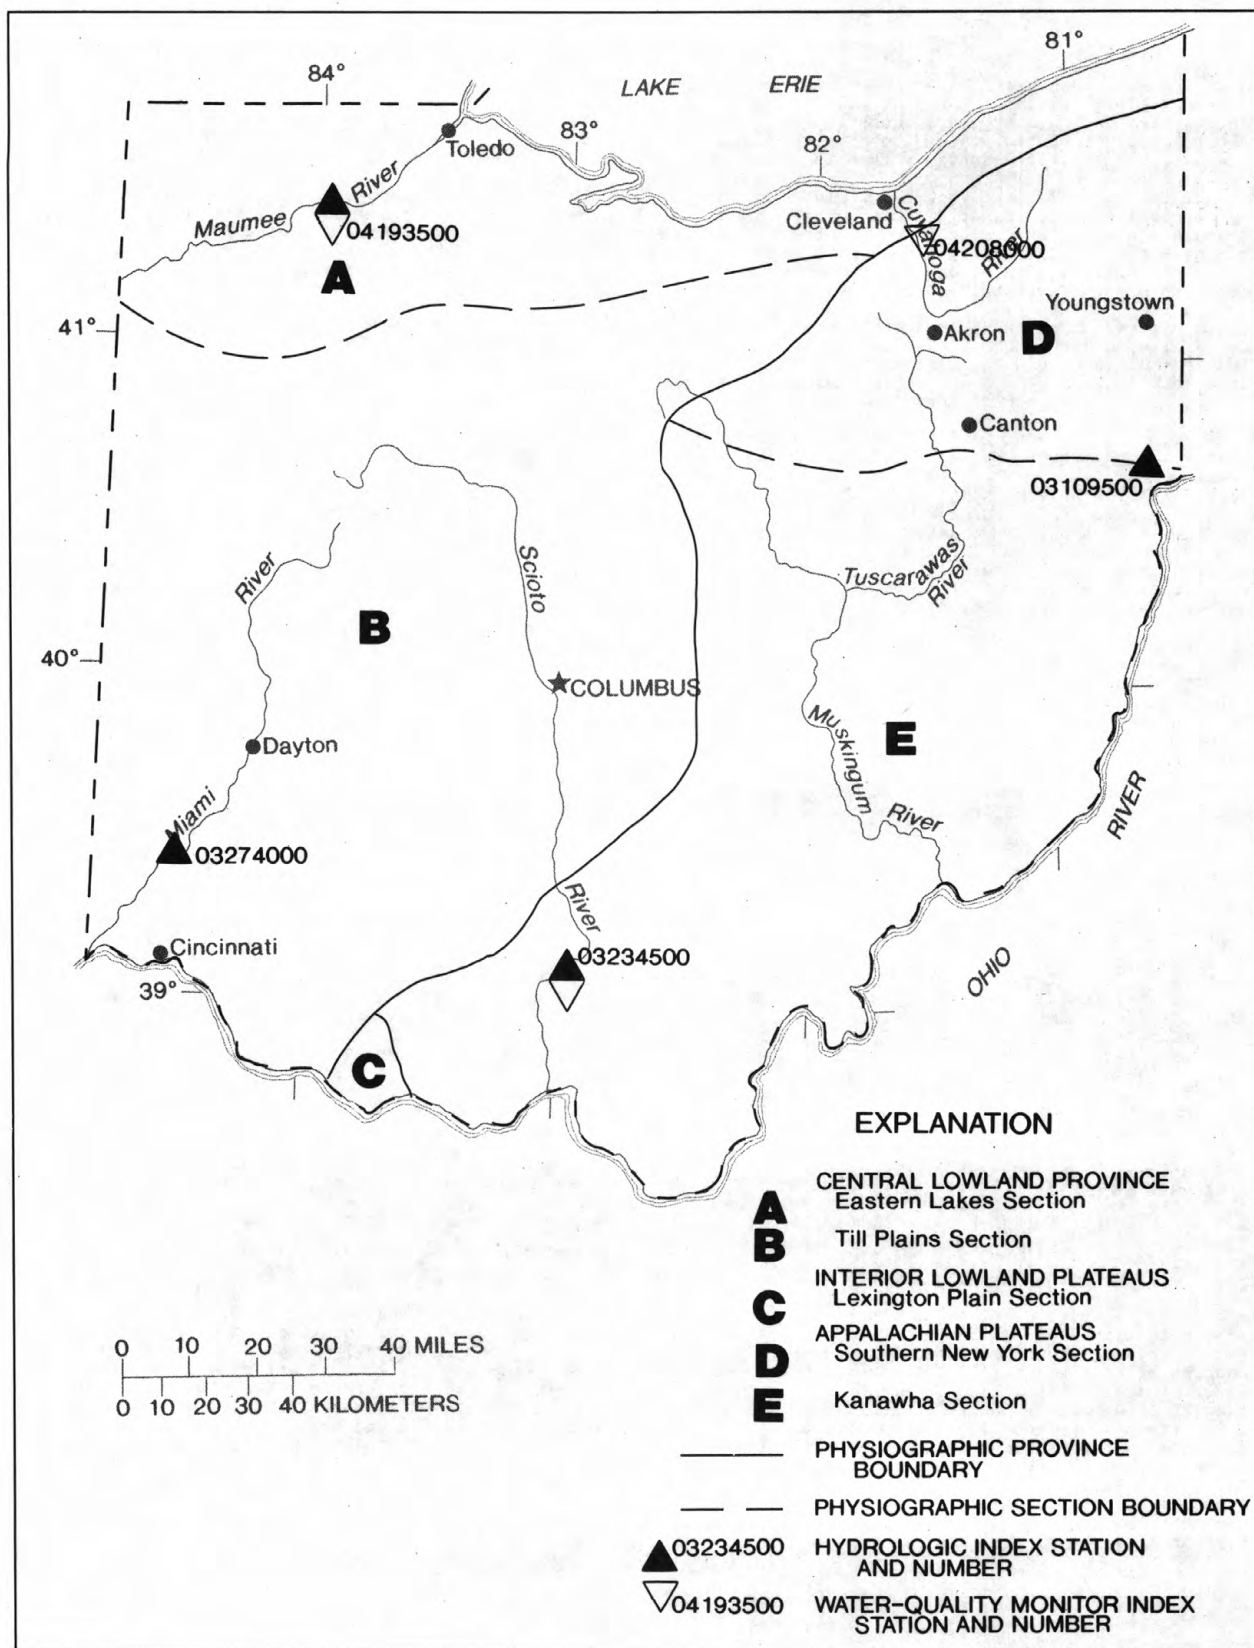 81°
84°
LAKE ERIE
83°
Toledo
82°
River
Maumee
Cleveland
Cuyahoga
04193500
04208000
River
A
41°
Youngstown
Akron
D
Canton
03109500
Scioto
River
Tuscarawas
River
B
40°
COLUMBUS
Muskingum
E
Dayton
RIVER
Miami
River
03274000
River
Cincinnati
03234500
OHIO
39°
C
EXPLANATION
CENTRAL LOWLAND PROVINCE
A Eastern Lakes Section
B Till Plains Section
INTERIOR LOWLAND PLATEAUS
C Lexington Plain Section
APPALACHIAN PLATEAUS
D Southern New York Section
E Kanawha Section
0 10 20 30 40 MILES
0 10 20 30 40 KILOMETERS
PHYSIOGRAPHIC PROVINCE
BOUNDARY
PHYSIOGRAPHIC SECTION BOUNDARY
03234500 HYDROLOGIC INDEX STATION
AND NUMBER
04193500 WATER-QUALITY MONITOR INDEX
STATION AND NUMBER